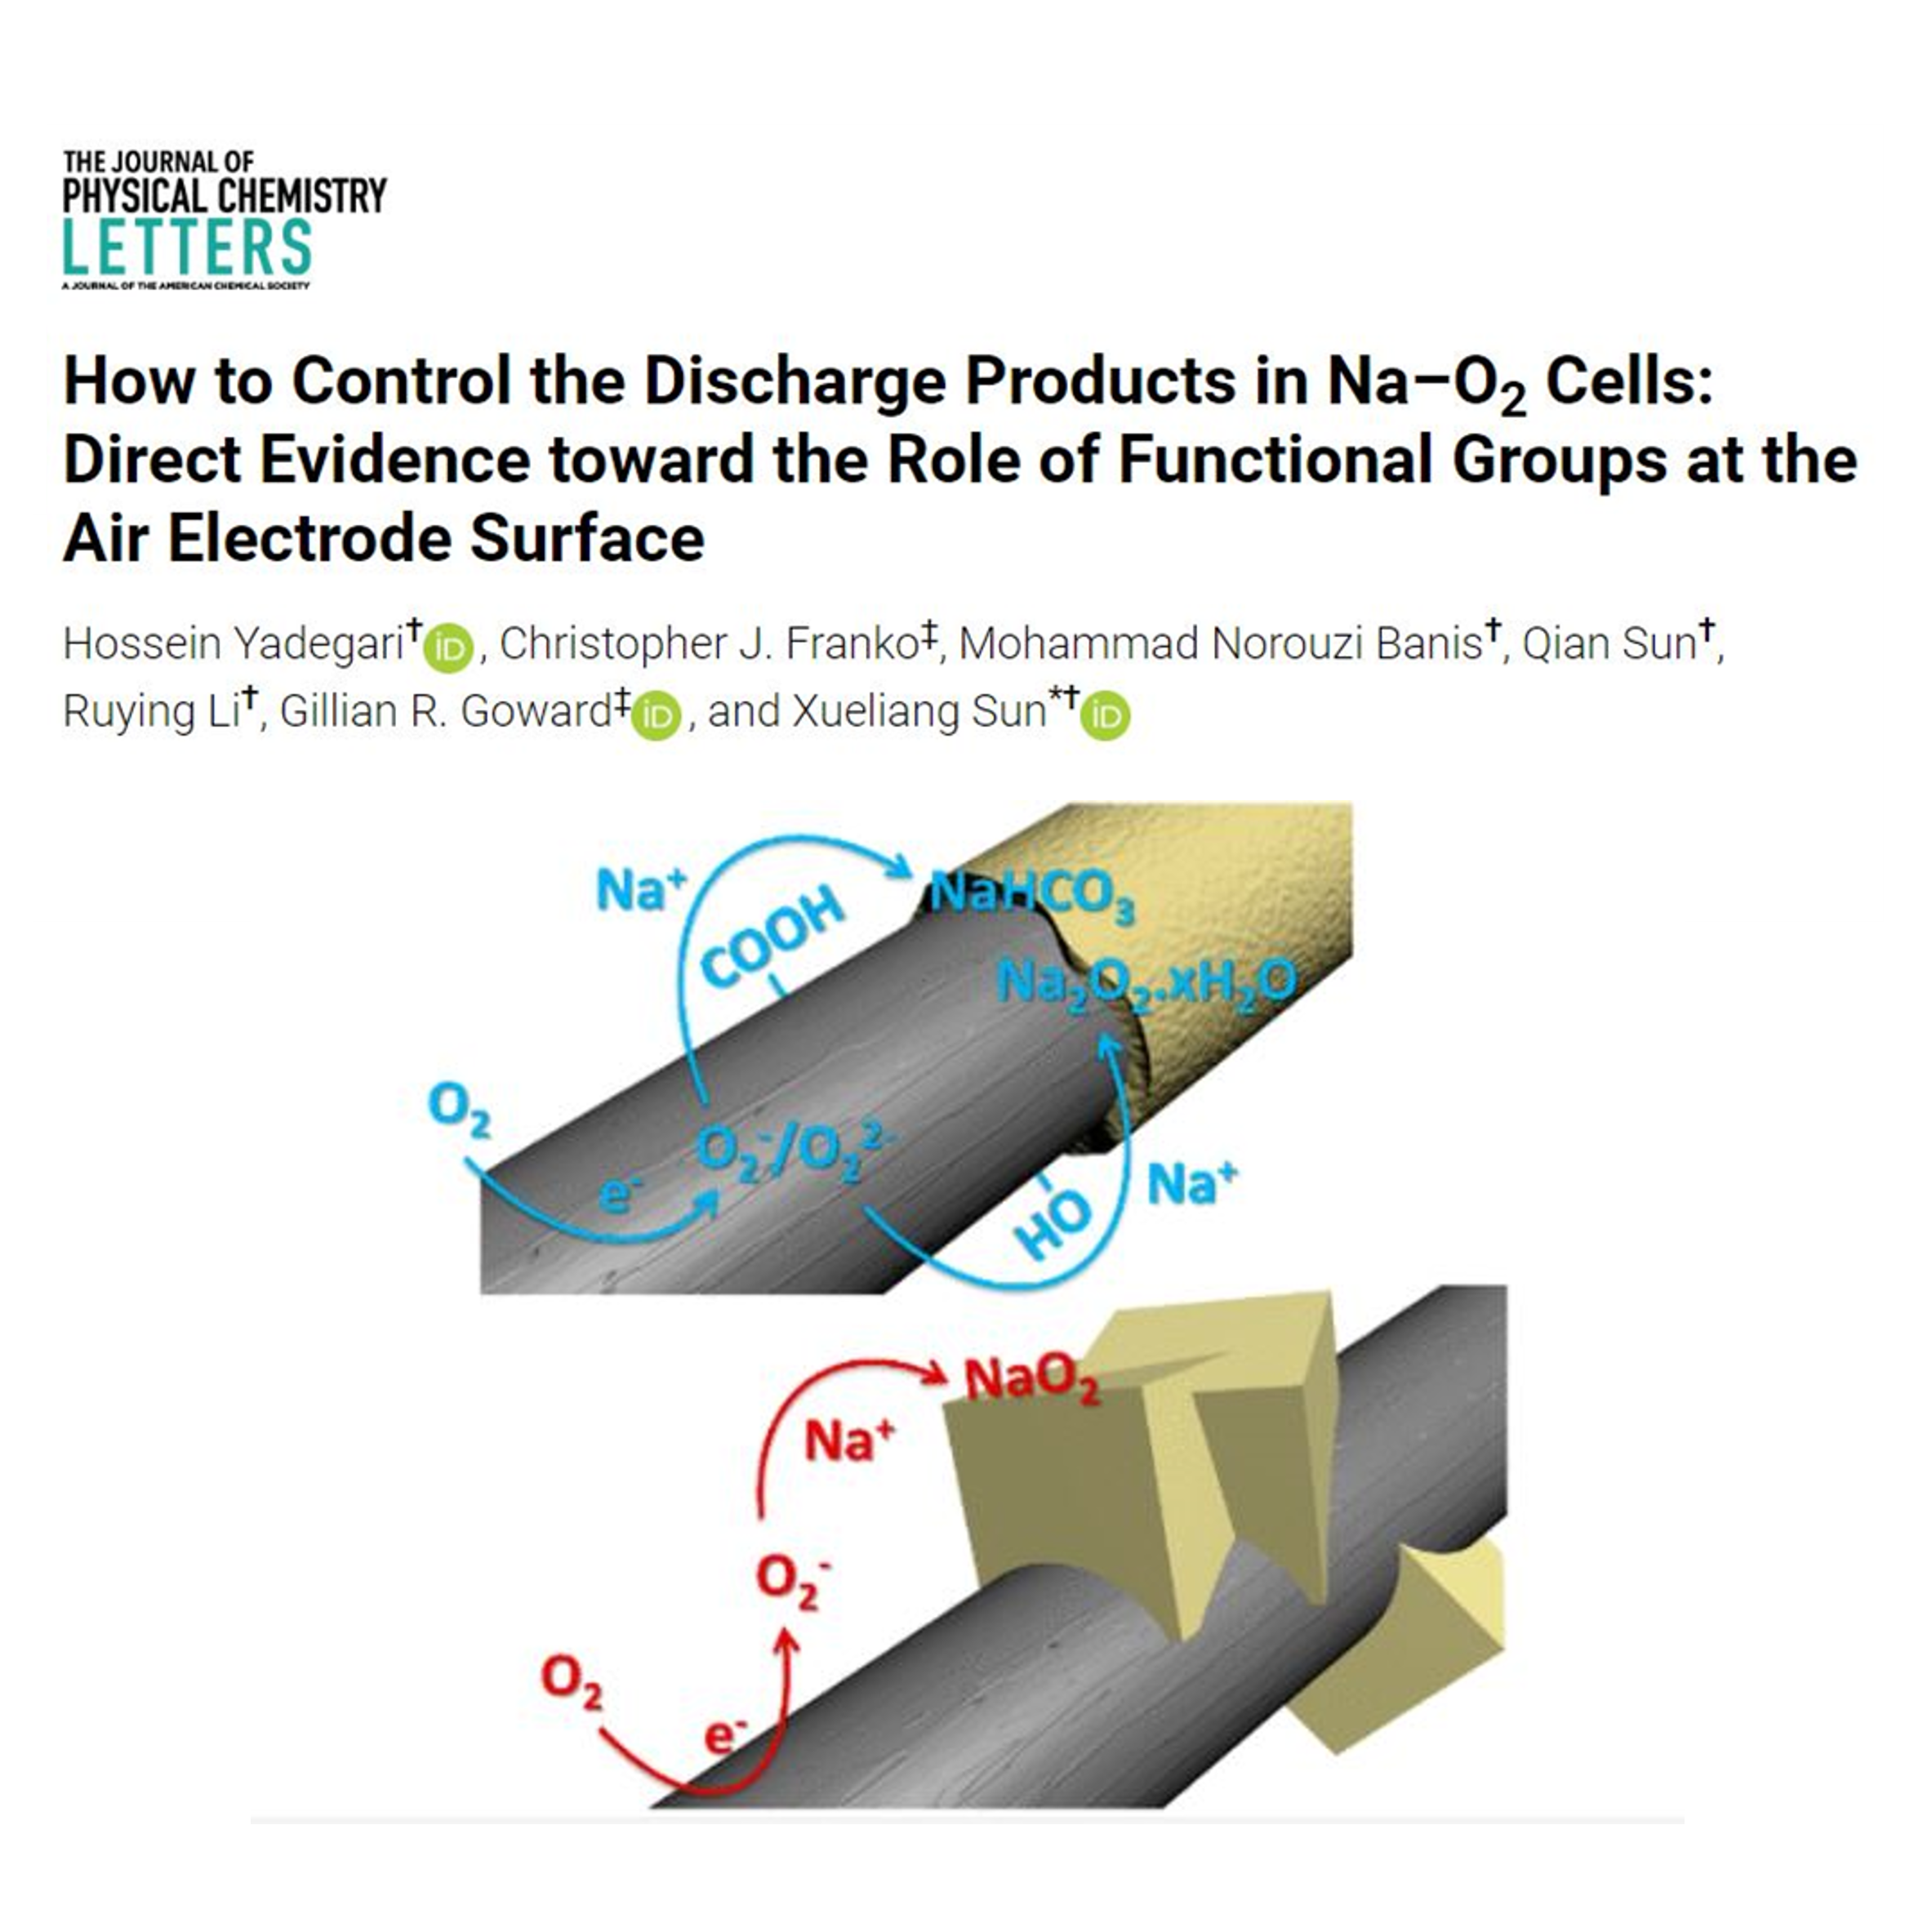 THE JOURNAL OF
PHYSICAL CHEMISTRY
LETTERS
A JOURNAL OF THE AMERICAN CHEMICAL SOCIETY
How to Control the Discharge Products in Na–O₂ Cells:
Direct Evidence toward the Role of Functional Groups at the
Air Electrode Surface
Hossein Yadegari† iD, Christopher J. Franko‡, Mohammad Norouzi Banis†, Qian Sun†,
Ruying Li†, Gillian R. Goward‡ iD, and Xueliang Sun*† iD
Na⁺
NaHCO₃
COOH
Na₂O₂.xH₂O
O₂
O₂⁻/O₂²⁻
e⁻
Na⁺
HO
NaO₂
Na⁺
O₂⁻
O₂
e⁻